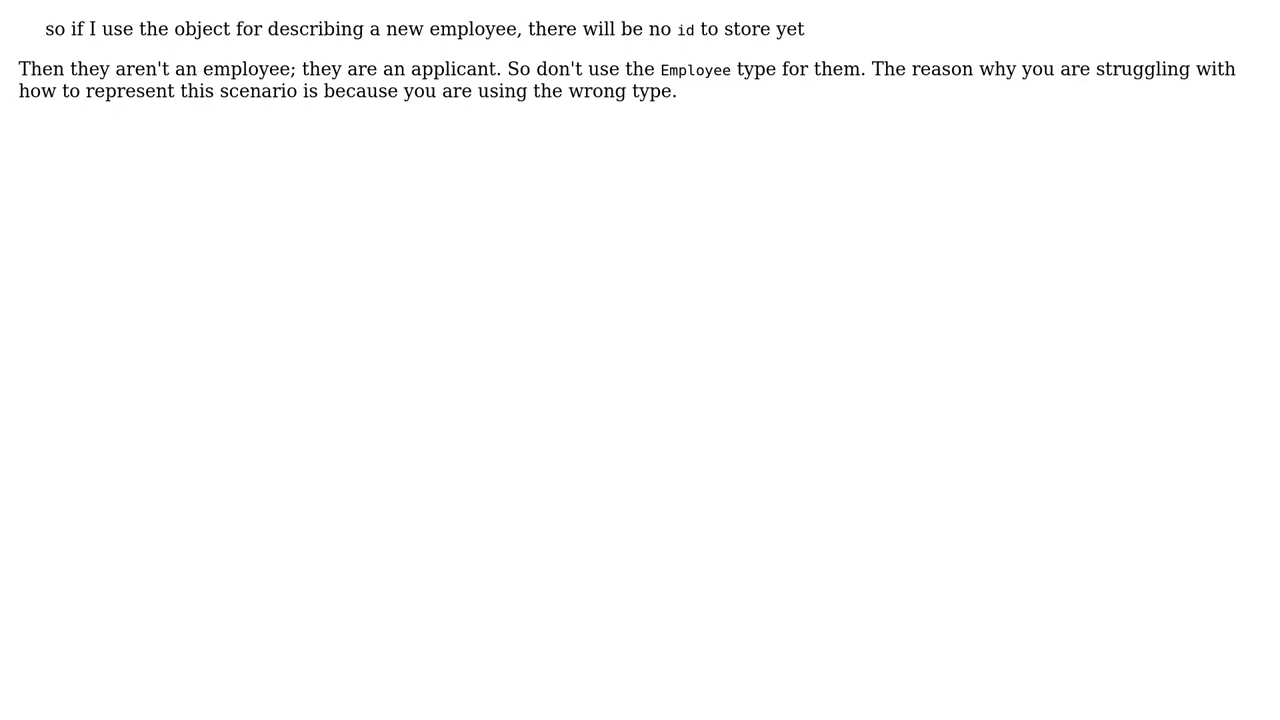 so if I use the object for describing a new employee, there will be no id to store yet
Then they aren't an employee; they are an applicant. So don't use the Employee type for them. The reason why you are struggling with
how to represent this scenario is because you are using the wrong type.